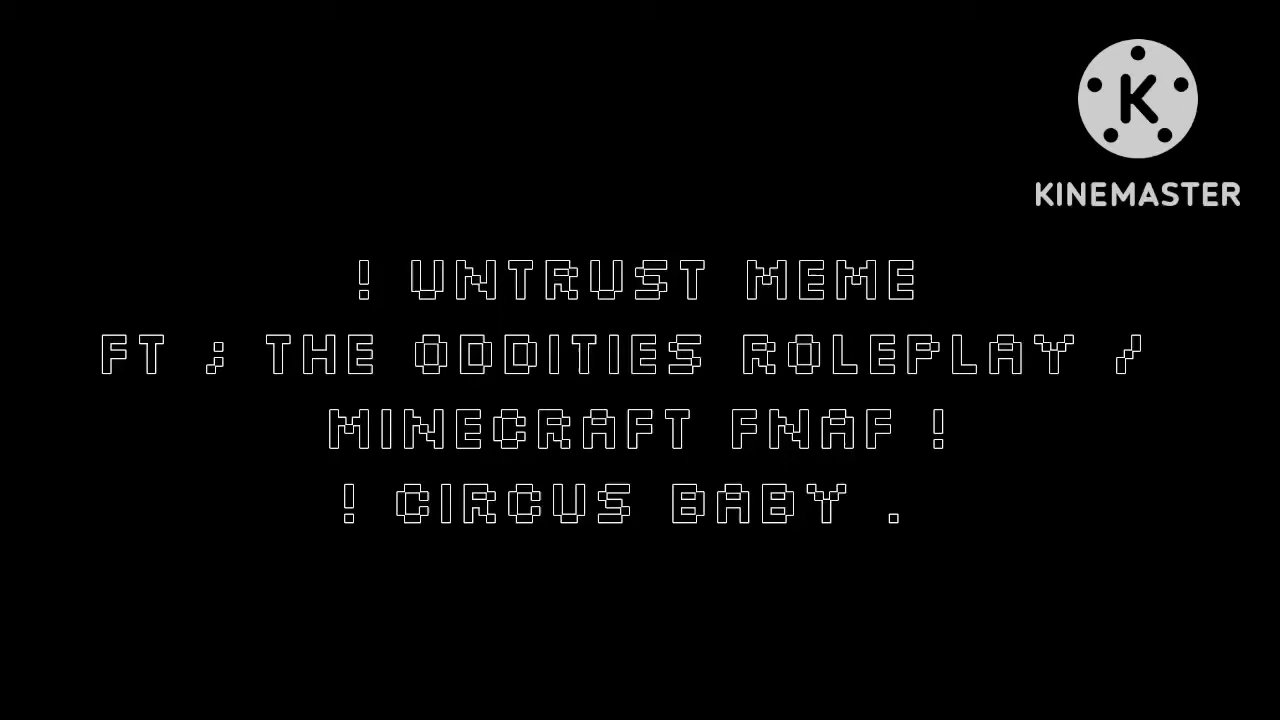 K
KINEMASTER
! UNTRUST MEME
FT ; THE ODDITIES ROLEPLAY /
MINECRAFT FNAF !
! CIRCUS BABY .